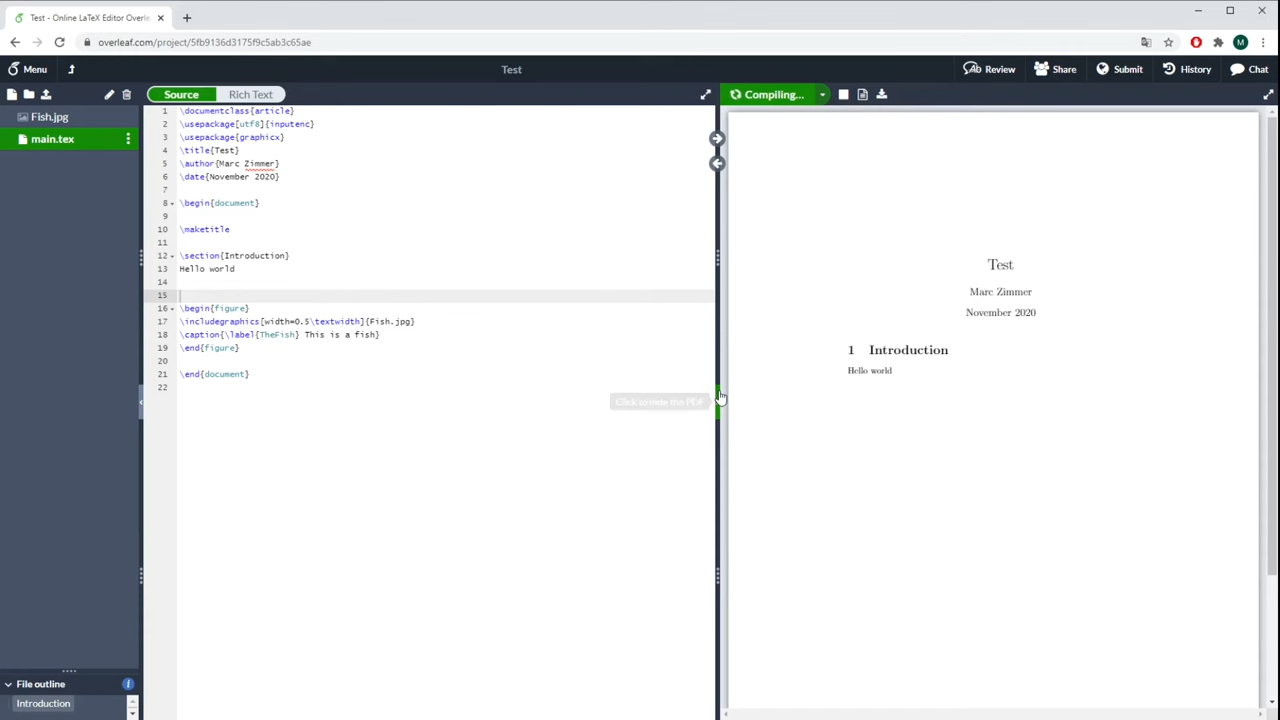 Test - Online LaTeX Editor Overle
overleaf.com/project/5fb9136d3175f9c5ab3c65ae
M
Menu
Test
Review
Share
Submit
History
Chat
Source
Rich Text
Compiling...
Fish.jpg
main.tex
1 \documentclass{article}
2 \usepackage[utf8]{inputenc}
3 \usepackage{graphicx}
4 \title{Test}
5 \author{Marc Zimmer}
6 \date{November 2020}
7
8 \begin{document}
9
10 \maketitle
11
12 \section{Introduction}
13 Hello world
14
15
16 \begin{figure}
17 \includegraphics[width=0.5\textwidth]{Fish.jpg}
18 \caption{\label{TheFish} This is a fish}
19 \end{figure}
20
21 \end{document}
22
Click to view the PDF
Test
Marc Zimmer
November 2020
1 Introduction
Hello world
File outline
Introduction